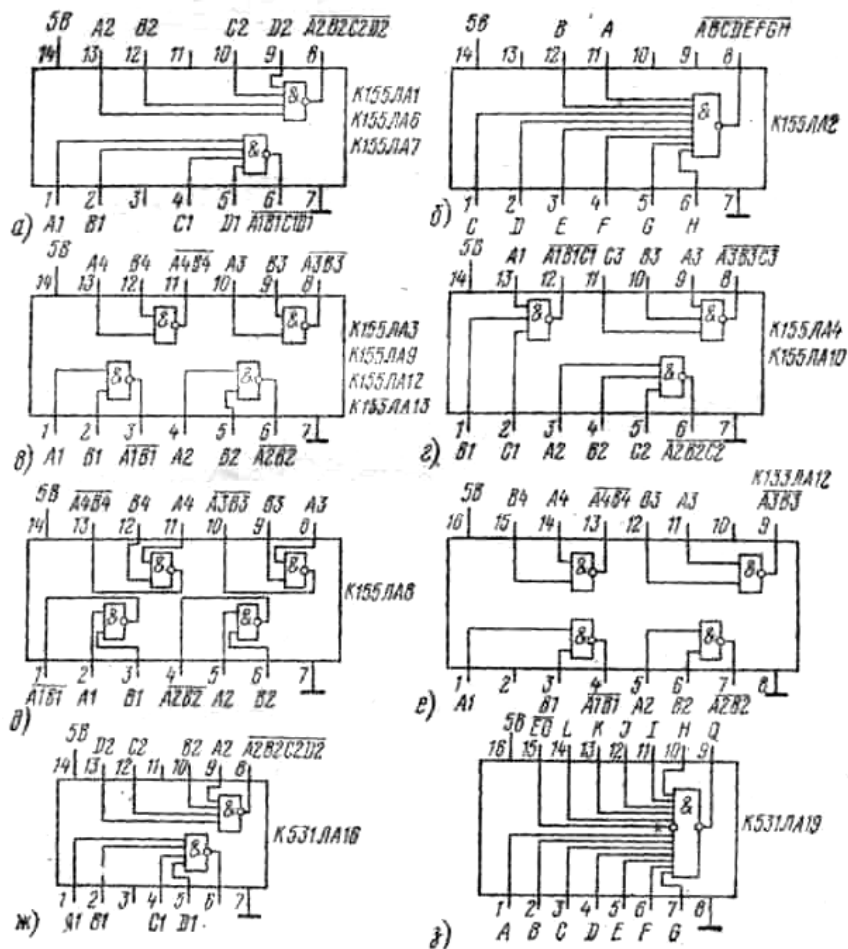 5В A2 B2 C2 D2 A2B2C2D2
14 13 12 11 10 9 8
&
К155ЛА1
К155ЛА6
К155ЛА7
&
1 2 3 4 5 6 7
а) A1 B1 C1 D1 A1B1C1D1
5В B A ABCDEFGH
14 13 12 11 10 9 8
&
К155ЛА2
1 2 3 4 5 6 7
б) C D E F G H
5В A4 B4 A4B4 A3 B3 A3B3
14 13 12 11 10 9 8
& &
К155ЛА3
К155ЛА9
К155ЛА12
К155ЛА13
& &
1 2 3 4 5 6 7
в) A1 B1 A1B1 A2 B2 A2B2
5В A1 A1B1C1 C3 B3 A3 A3B3C3
14 13 12 11 10 9 8
& &
К155ЛА4
К155ЛА10
&
1 2 3 4 5 6 7
г) B1 C1 A2 B2 C2 A2B2C2
5В A4B4 B4 A4 A3B3 B3 A3
14 13 12 11 10 9 8
& &
К155ЛА8
& &
1 2 3 4 5 6 7
д) A1B1 A1 B1 A2B2 A2 B2
К133ЛА12
5В B4 A4 A4B4 B3 A3 A3B3
16 15 14 13 12 11 10 9
& &
& &
1 2 3 4 5 6 7 8
е) A1 B1 A1B1 A2 B2 A2B2
5В D2 C2 B2 A2 A2B2C2D2
14 13 12 11 10 9 8
&
К531ЛА16
&
1 2 3 4 5 6 7
ж) A1 B1 C1 D1
5В EO L K J I H Q
16 15 14 13 12 11 10 9
&
К531ЛА19
1 2 3 4 5 6 7 8
з) A B C D E F G